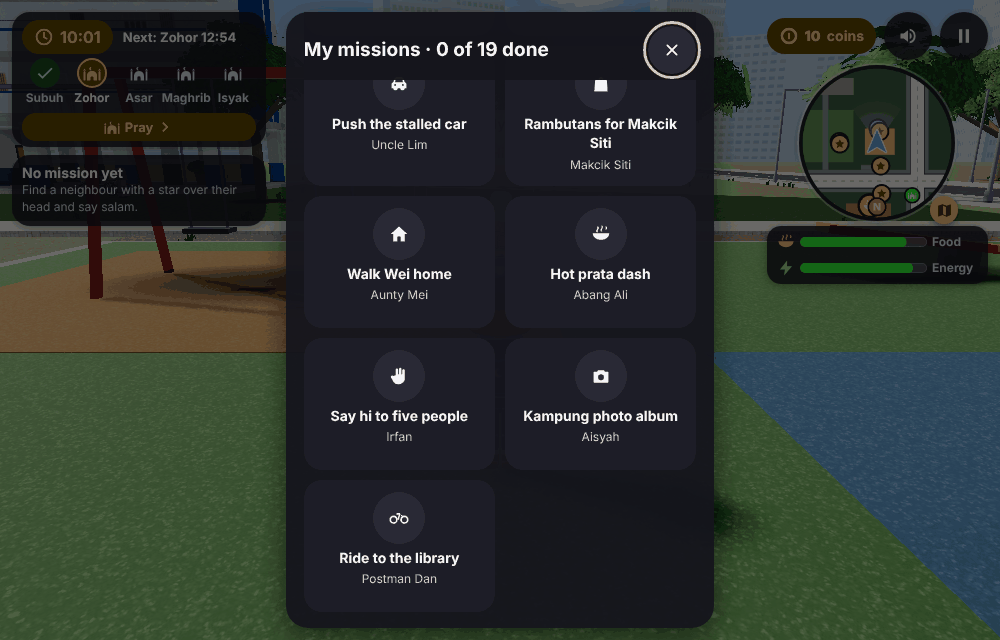 10:01
Next: Zohor 12:54
Subuh
Zohor
Asar
Maghrib
Isyak
Pray
No mission yet
Find a neighbour with a star over their
head and say salam.
My missions · 0 of 19 done
Push the stalled car
Uncle Lim
Rambutans for Makcik
Siti
Makcik Siti
Walk Wei home
Aunty Mei
Hot prata dash
Abang Ali
Say hi to five people
Irfan
Kampung photo album
Aisyah
Ride to the library
Postman Dan
10 coins
N
Food
Energy